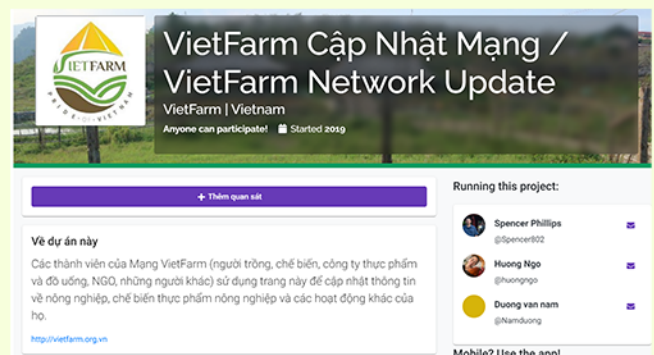 VIETFARM
PRIDE OF VIETNAM
VietFarm Cập Nhật Mạng /
VietFarm Network Update
VietFarm | Vietnam
Anyone can participate! Started 2019
+ Thêm quan sát
Về dự án này
Các thành viên của Mạng VietFarm (người trồng, chế biến, công ty thực phẩm
và đồ uống, NGO, những người khác) sử dụng trang này để cập nhật thông tin
về nông nghiệp, chế biến thực phẩm nông nghiệp và các hoạt động khác của
họ.
http://vietfarm.org.vn
Running this project:
Spencer Phillips
@Spencer802
Huong Ngo
@huongngo
Duong van nam
@Namduong
Mobile? Use the app!